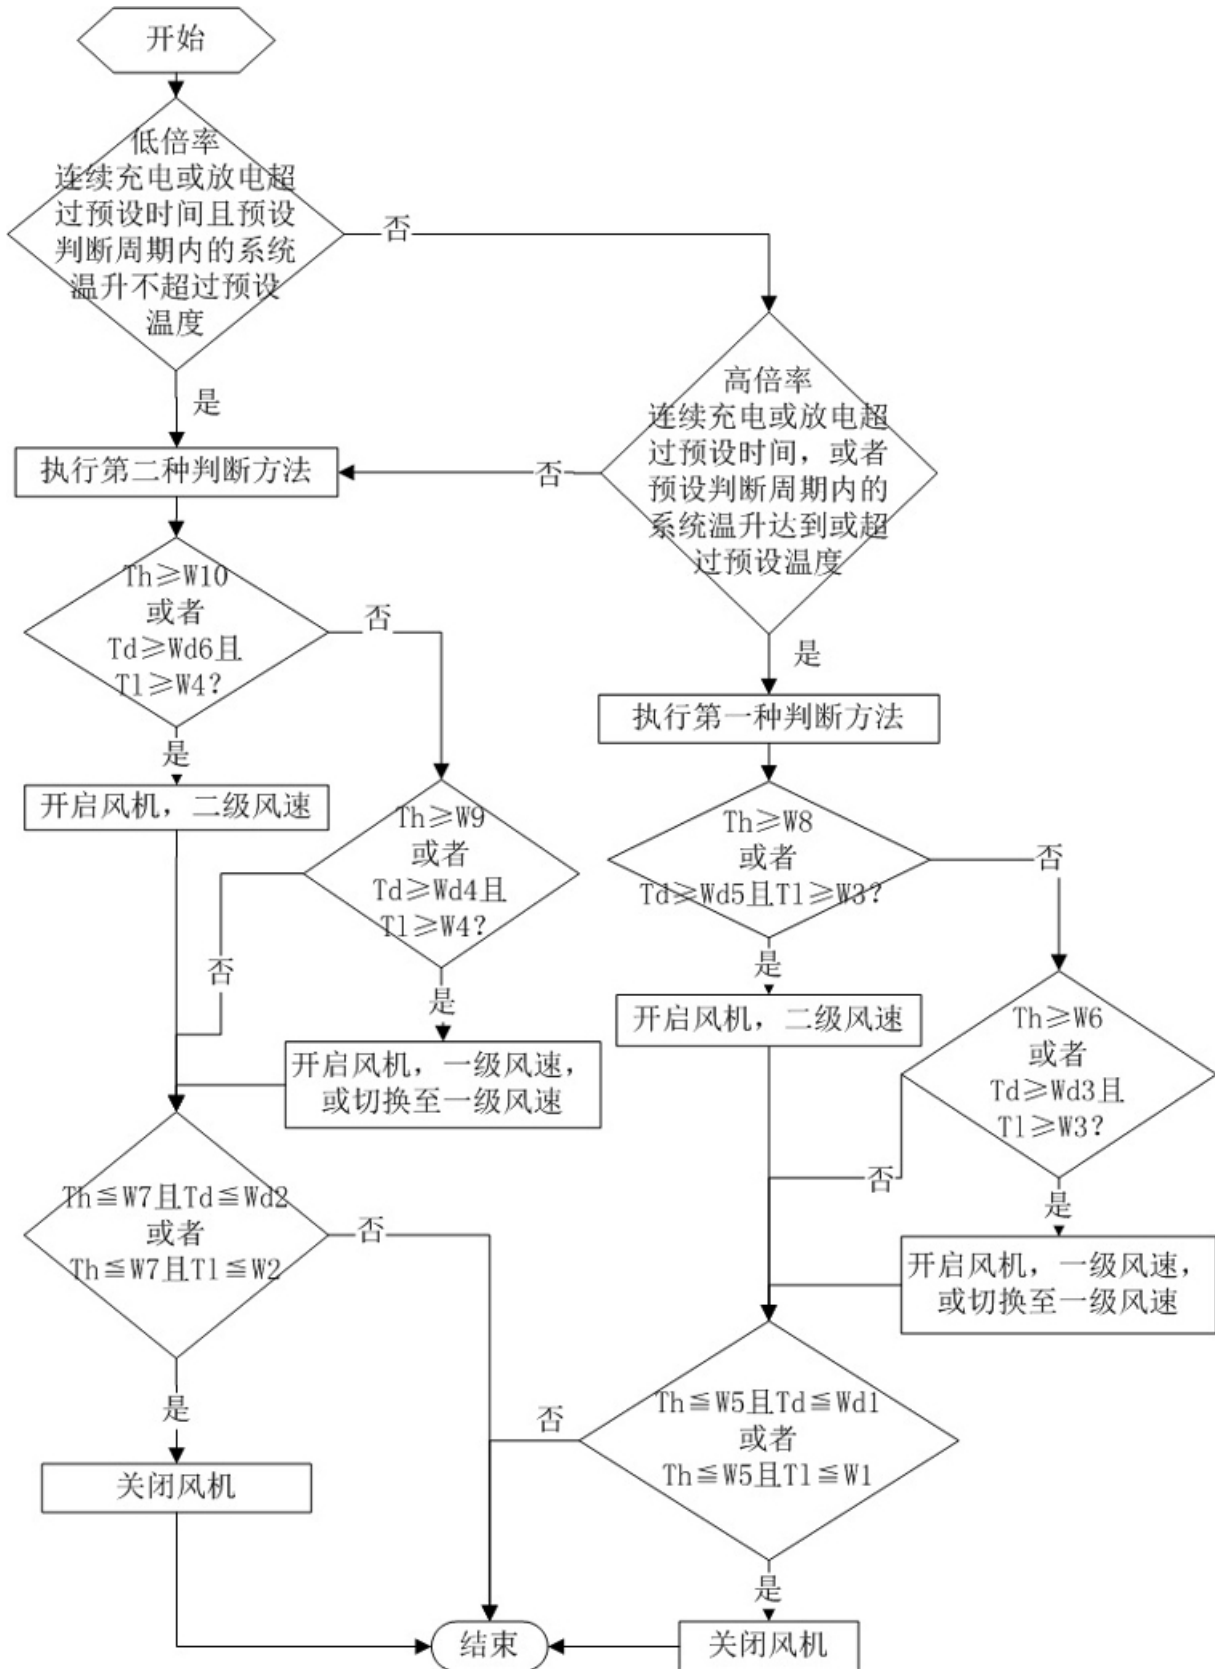 开始
低倍率
连续充电或放电超
过预设时间且预设
判断周期内的系统
温升不超过预设
温度
否
是
高倍率
连续充电或放电超
过预设时间，或者
预设判断周期内的
系统温升达到或超
过预设温度
否
是
执行第二种判断方法
Th≥W10
或者
Td≥Wd6且
Tl≥W4?
否
是
开启风机，二级风速
Th≥W9
或者
Td≥Wd4且
Tl≥W4?
否
是
开启风机，一级风速，
或切换至一级风速
Th≦W7且Td≦Wd2
或者
Th≦W7且Tl≦W2
否
是
关闭风机
执行第一种判断方法
Th≥W8
或者
Td≥Wd5且Tl≥W3?
否
是
开启风机，二级风速
Th≥W6
或者
Td≥Wd3且
Tl≥W3?
否
是
开启风机，一级风速，
或切换至一级风速
Th≦W5且Td≦Wd1
或者
Th≦W5且Tl≦W1
否
是
关闭风机
结束